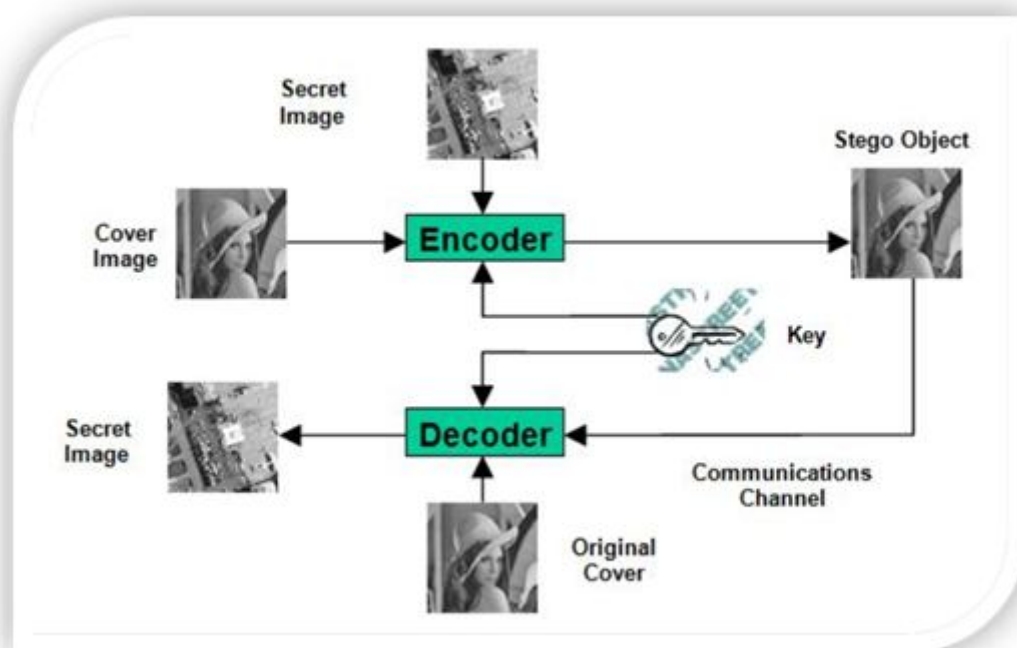 Secret
Image
Stego Object
Cover
Image
Encoder
Key
Secret
Image
Decoder
Communications
Channel
Original
Cover